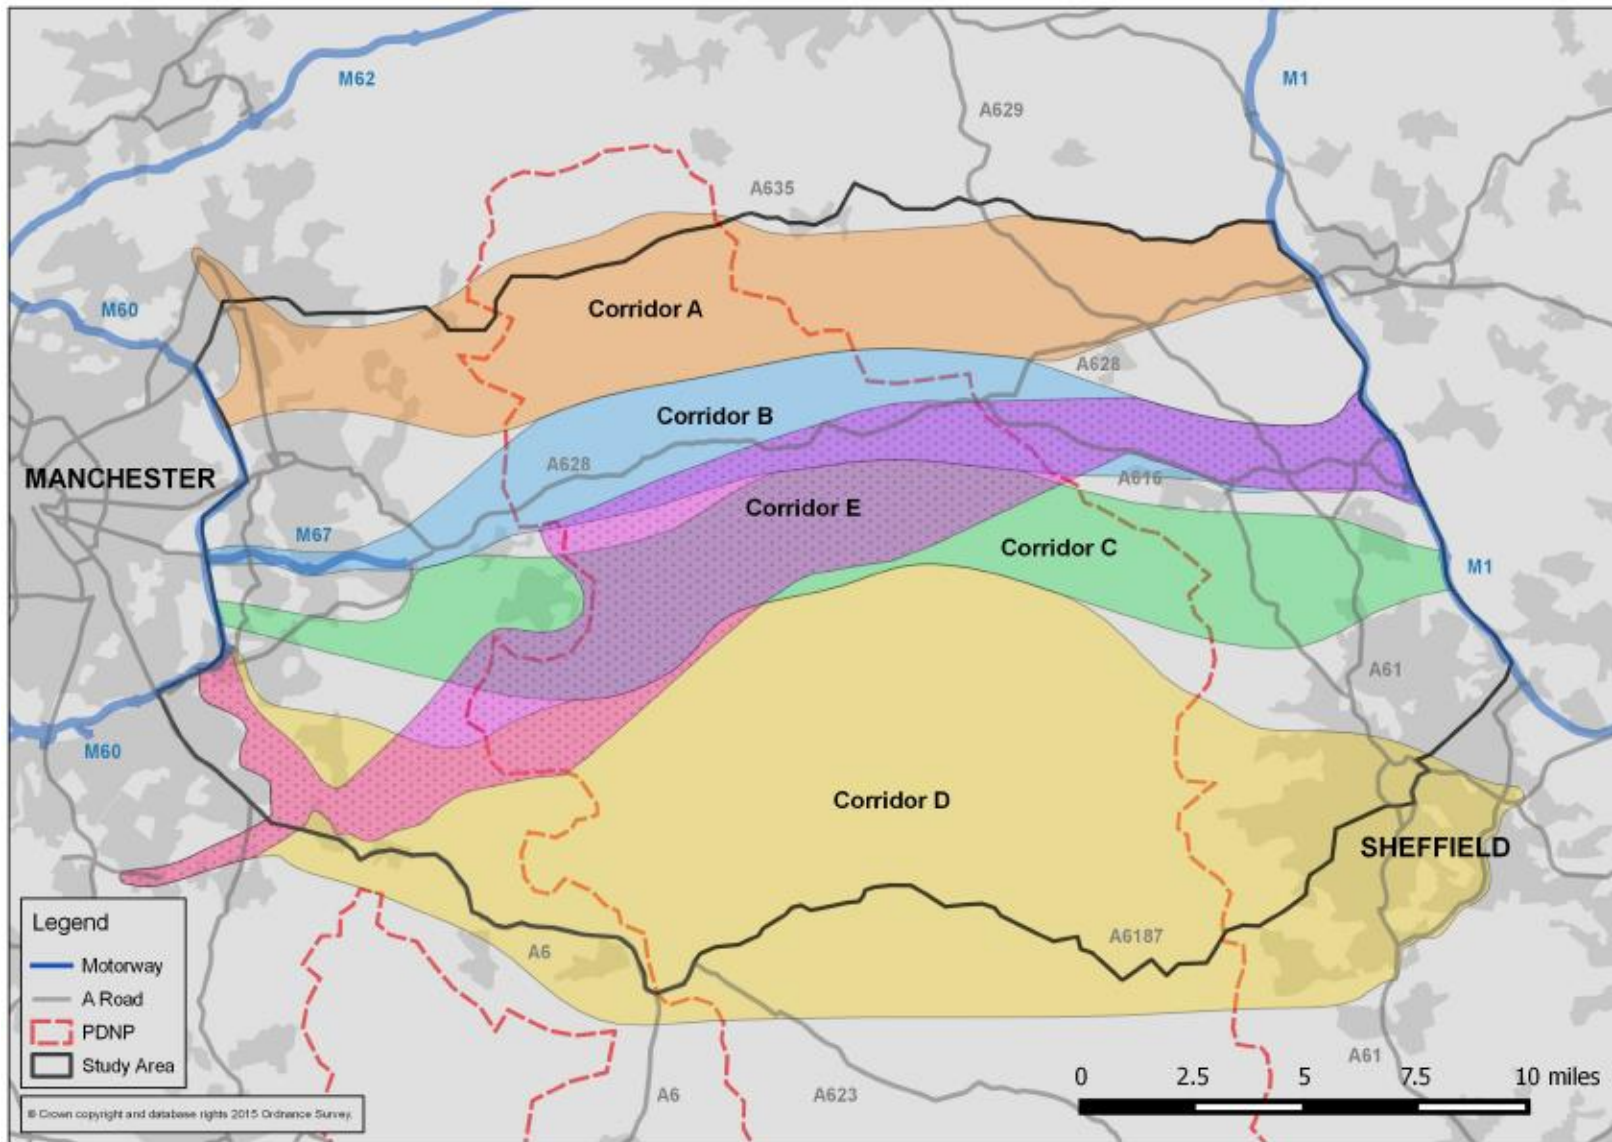 M62
M1
A629
A635
M60
Corridor A
A628
Corridor B
A628
MANCHESTER
A616
Corridor E
M67
Corridor C
M1
A61
M60
Corridor D
SHEFFIELD
A6187
A6
Legend
Motorway
A Road
PDNP
Study Area
A61
A6
A623
0 2.5 5 7.5 10 miles
© Crown copyright and database rights 2015 Ordnance Survey.